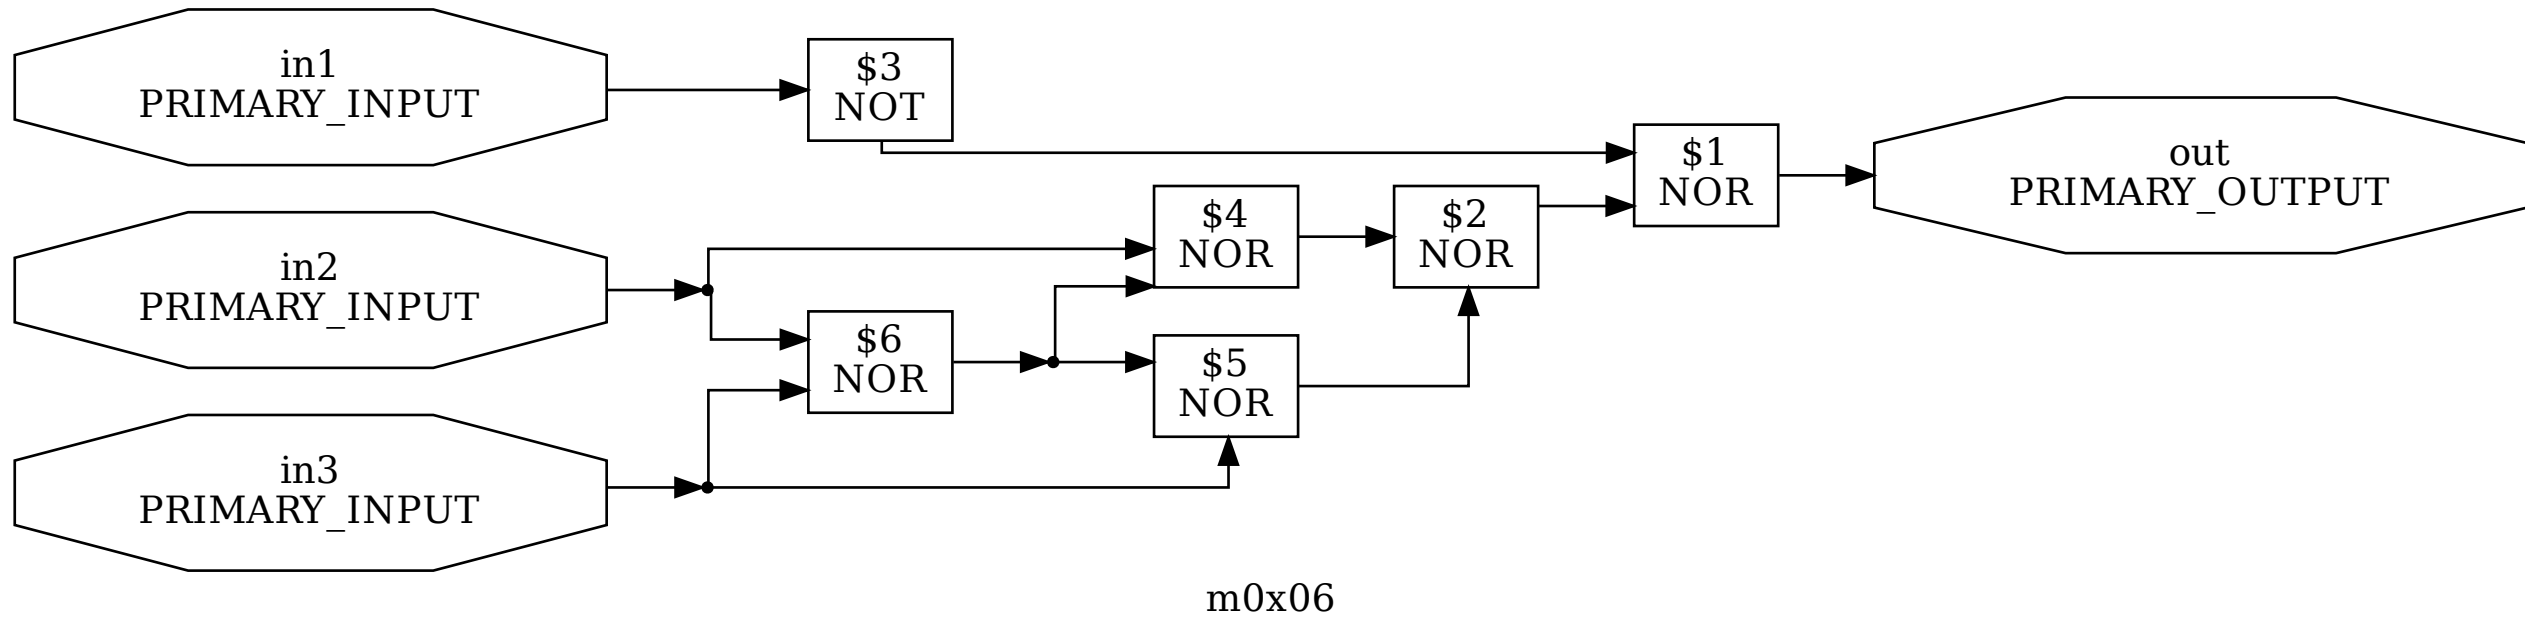 in1
PRIMARY_INPUT
$3
NOT
$1
NOR
out
PRIMARY_OUTPUT
in2
PRIMARY_INPUT
$4
NOR
$2
NOR
$6
NOR
$5
NOR
in3
PRIMARY_INPUT
m0x06